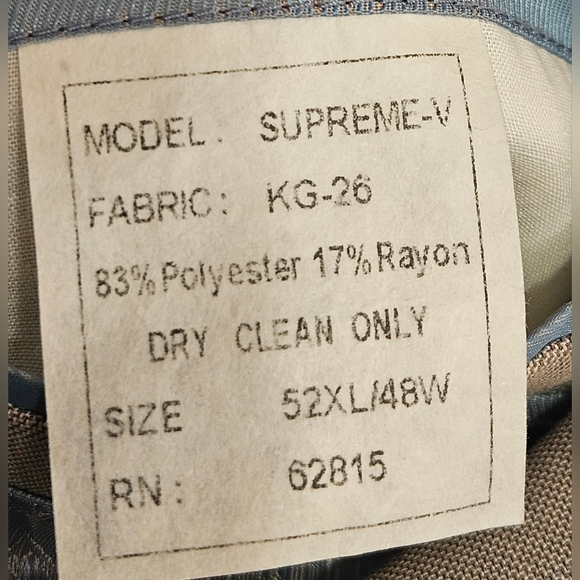 MODEL: SUPREME-V
FABRIC: KG-26
83% Polyester 17% Rayon
DRY CLEAN ONLY
SIZE 52XL/48W
RN: 62815